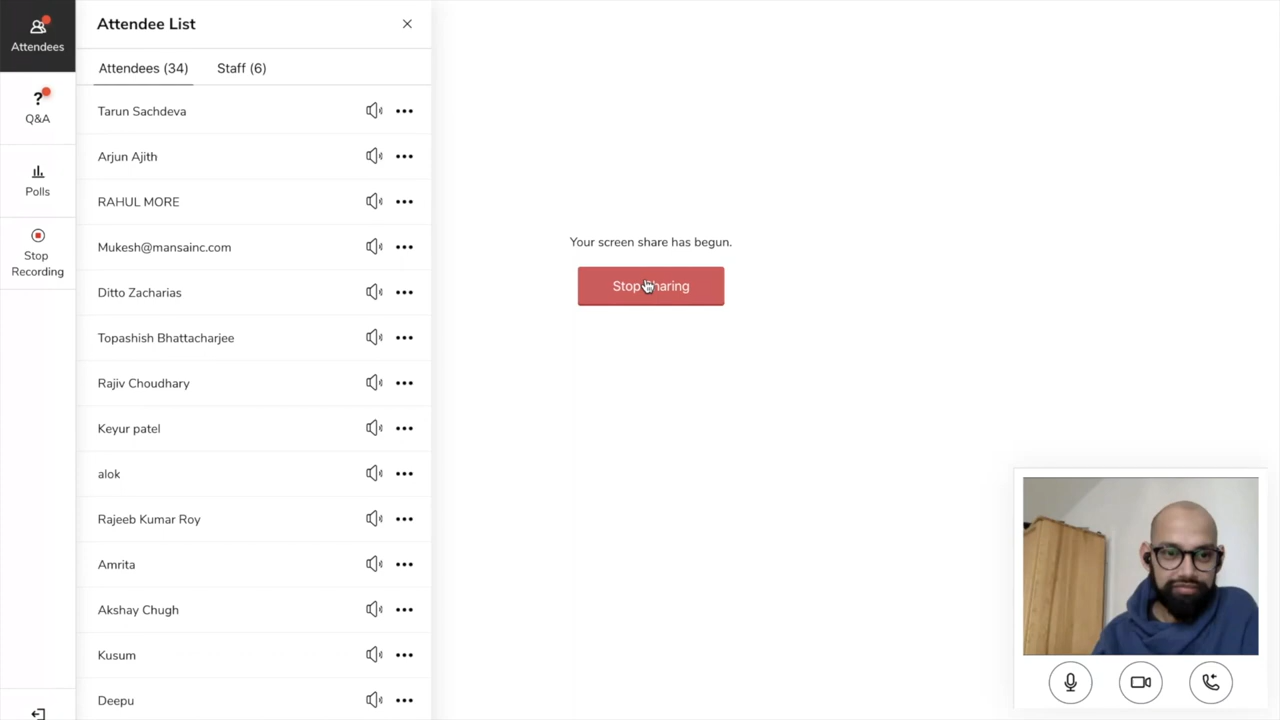 Attendees
Q&A
Polls
Stop
Recording
Attendee List
Attendees (34)
Staff (6)
Tarun Sachdeva
Arjun Ajith
RAHUL MORE
Mukesh@mansainc.com
Ditto Zacharias
Topashish Bhattacharjee
Rajiv Choudhary
Keyur patel
alok
Rajeeb Kumar Roy
Amrita
Akshay Chugh
Kusum
Deepu
Your screen share has begun.
Stop Sharing